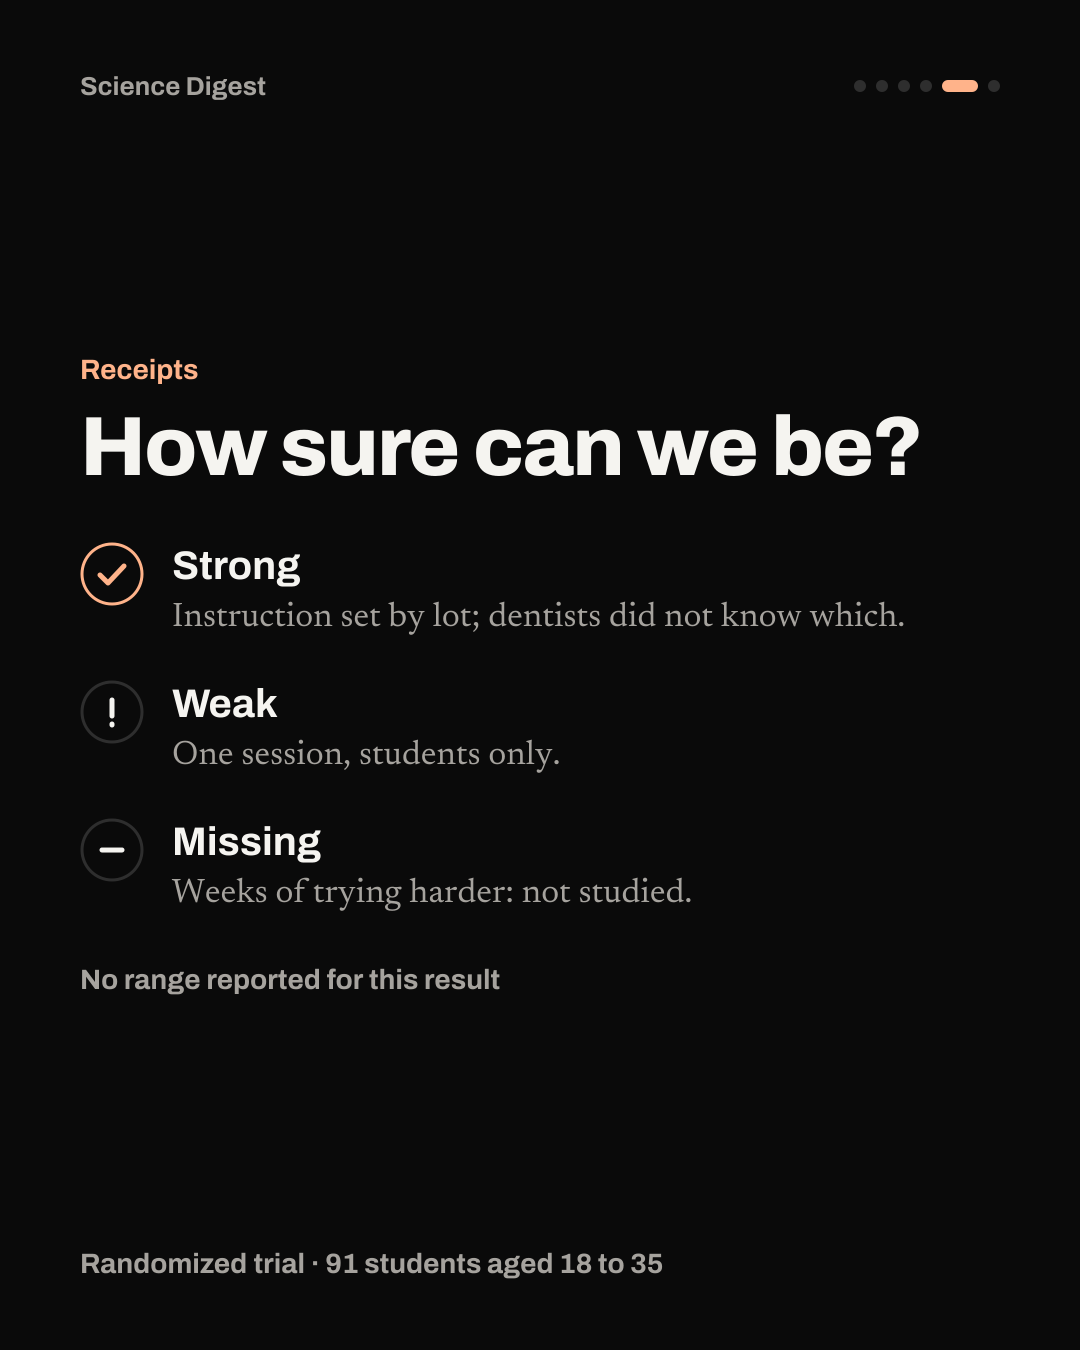 Science Digest
Receipts
How sure can we be?
Strong
Instruction set by lot; dentists did not know which.
Weak
One session, students only.
Missing
Weeks of trying harder: not studied.
No range reported for this result
Randomized trial · 91 students aged 18 to 35